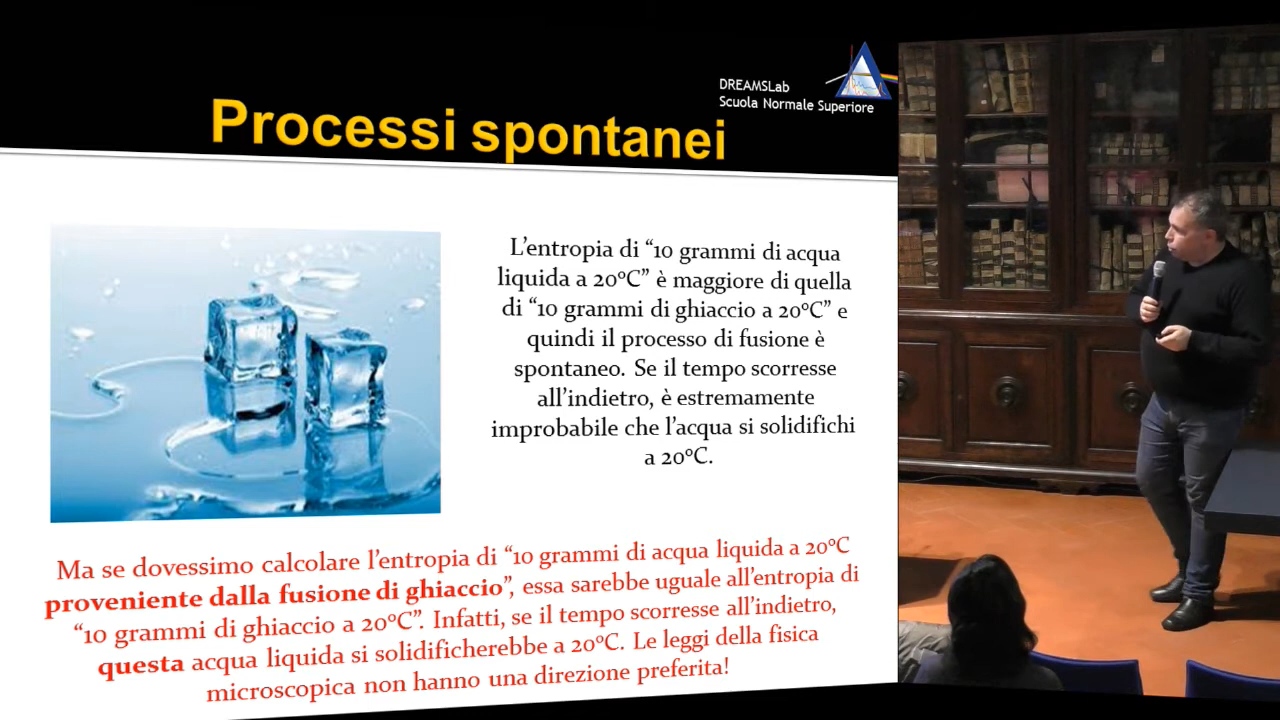 DREAMSLab
Scuola Normale Superiore
Processi spontanei
L’entropia di “10 grammi di acqua
liquida a 20°C” è maggiore di quella
di “10 grammi di ghiaccio a 20°C” e
quindi il processo di fusione è
spontaneo. Se il tempo scorresse
all’indietro, è estremamente
improbabile che l’acqua si solidifichi
a 20°C.
Ma se dovessimo calcolare l’entropia di “10 grammi di acqua liquida a 20°C
proveniente dalla fusione di ghiaccio”, essa sarebbe uguale all’entropia di
“10 grammi di ghiaccio a 20°C”. Infatti, se il tempo scorresse all’indietro,
questa acqua liquida si solidificherebbe a 20°C. Le leggi della fisica
microscopica non hanno una direzione preferita!